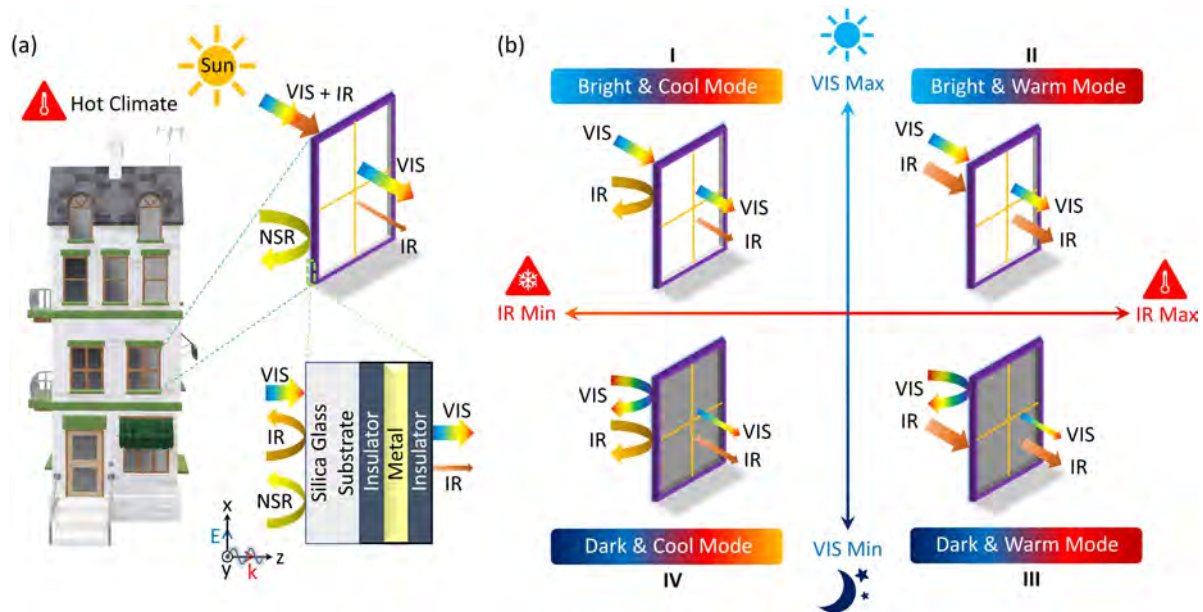 (a)
Sun
Hot Climate
VIS + IR
VIS
NSR
IR
VIS
IR
NSR
Silica Glass
Substrate
Insulator
Metal
Insulator
VIS
IR
x
E
y
k
z
(b)
I
Bright & Cool Mode
VIS Max
II
Bright & Warm Mode
VIS
IR
VIS
IR
VIS
IR
VIS
IR
IR Min
IR Max
VIS
IR
VIS
IR
VIS
IR
VIS
IR
Dark & Cool Mode
IV
VIS Min
Dark & Warm Mode
III